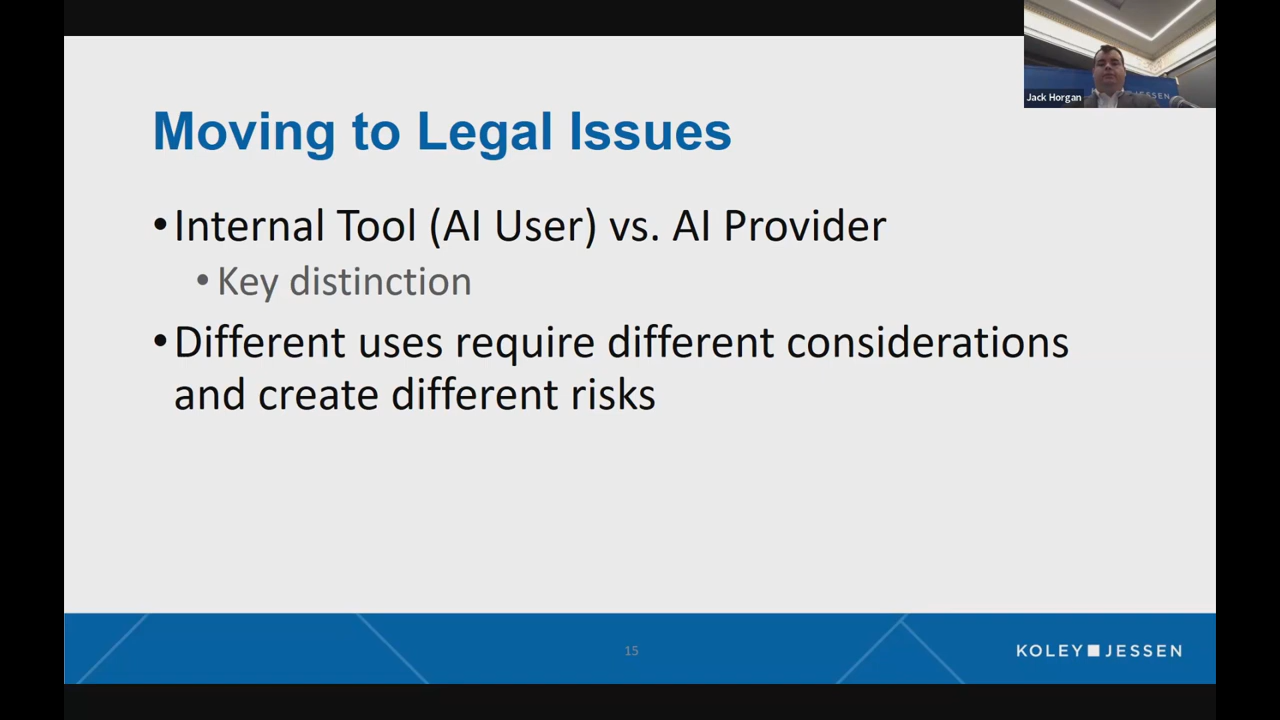 Jack Horgan
JESSEN
Moving to Legal Issues
•Internal Tool (AI User) vs. AI Provider
•Key distinction
•Different uses require different considerations
and create different risks
15
KOLEY JESSEN